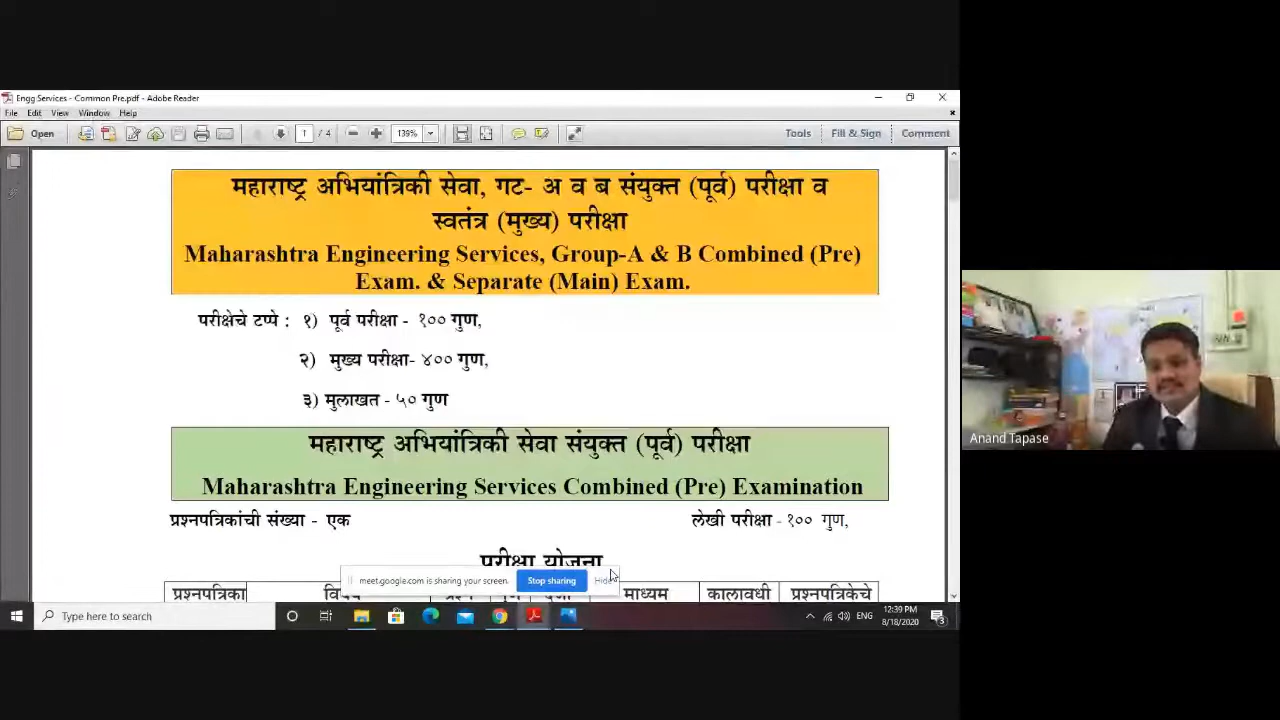 Engg Services - Common Pre.pdf - Adobe Reader
File Edit View Window Help
Open 1 / 4 139% Tools Fill & Sign Comment
महाराष्ट्र अभियांत्रिकी सेवा, गट- अ व ब संयुक्त (पूर्व) परीक्षा व
स्वतंत्र (मुख्य) परीक्षा
Maharashtra Engineering Services, Group-A & B Combined (Pre)
Exam. & Separate (Main) Exam.
परीक्षेचे टप्पे : १) पूर्व परीक्षा - १०० गुण,
२) मुख्य परीक्षा- ४०० गुण,
३) मुलाखत - ५० गुण
महाराष्ट्र अभियांत्रिकी सेवा संयुक्त (पूर्व) परीक्षा
Maharashtra Engineering Services Combined (Pre) Examination
प्रश्नपत्रिकांची संख्या - एक लेखी परीक्षा - १०० गुण,
परीक्षा योजना
meet.google.com is sharing your screen. Stop sharing Hide
प्रश्नपत्रिका विषय माध्यम कालावधी प्रश्नपत्रिकेचे
Type here to search ENG 12:39 PM
8/18/2020
Anand Tapase